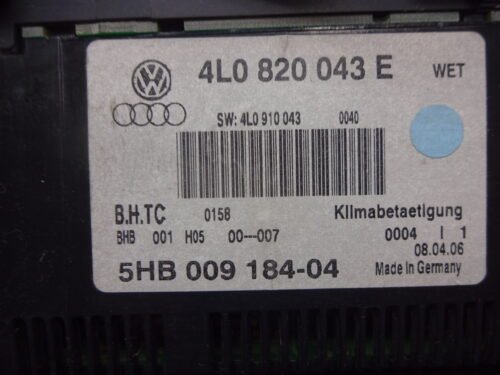 4L0 820 043 E WET
SW: 4L0 910 043 0040
B.H.TC 0158 Klimabetaetigung
BHB 001 H05 00---007 0004 I 1
08.04.06
5HB 009 184-04 Made in Germany